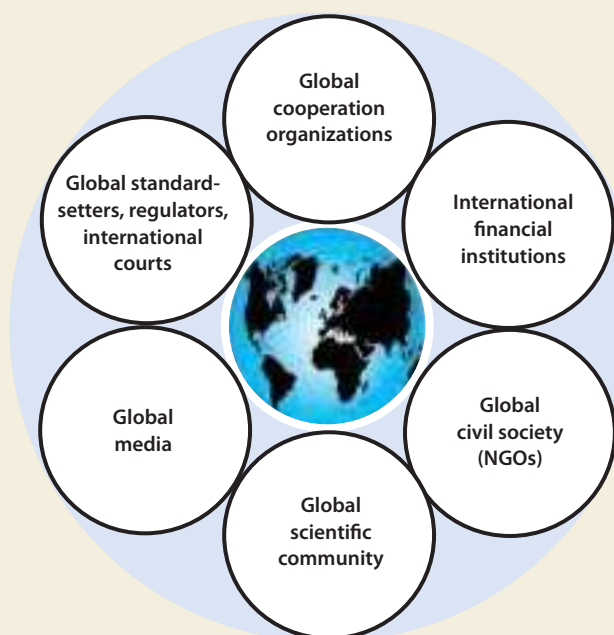 Global
cooperation
organizations
Global standard-
setters, regulators,
international
courts
International
financial
institutions
Global
media
Global
civil society
(NGOs)
Global
scientific
community